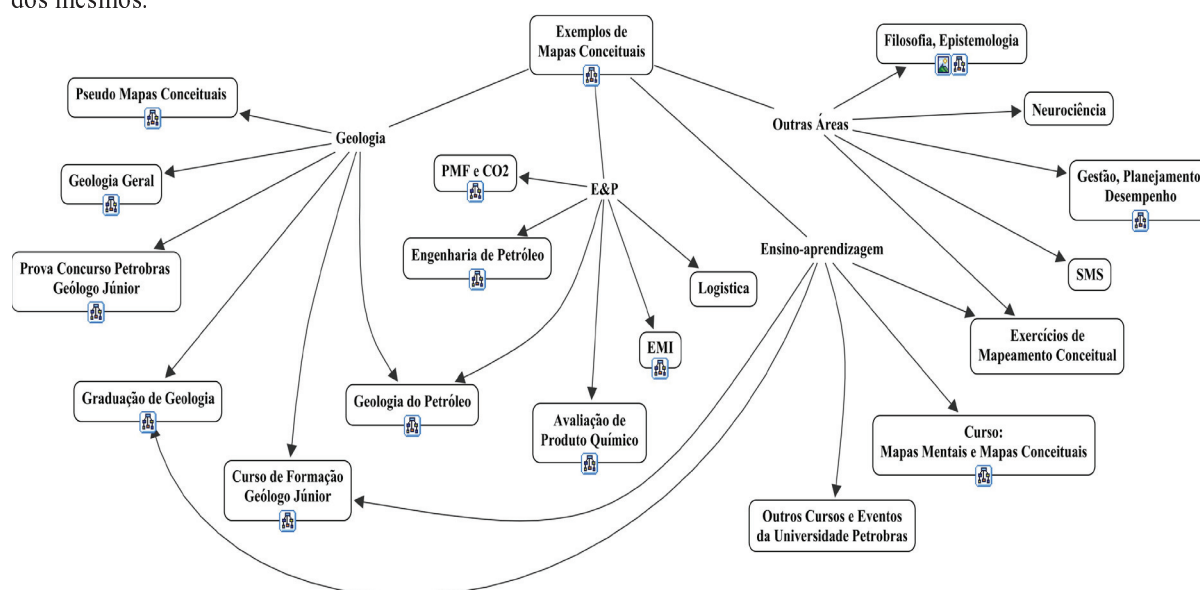 dos mesmos.
Exemplos de
Mapas Conceituais
Filosofia, Epistemologia
Pseudo Mapas Conceituais
Neurociência
Outras Áreas
Geologia
PMF e CO2
Geologia Geral
E&P
Gestão, Planejamento
Desempenho
Ensino-aprendizagem
Engenharia de Petróleo
Prova Concurso Petrobras
Geólogo Júnior
SMS
Logistica
Exercícios de
Mapeamento Conceitual
EMI
Graduação de Geologia
Geologia do Petróleo
Avaliação de
Produto Químico
Curso:
Mapas Mentais e Mapas Conceituais
Curso de Formação
Geólogo Júnior
Outros Cursos e Eventos
da Universidade Petrobras